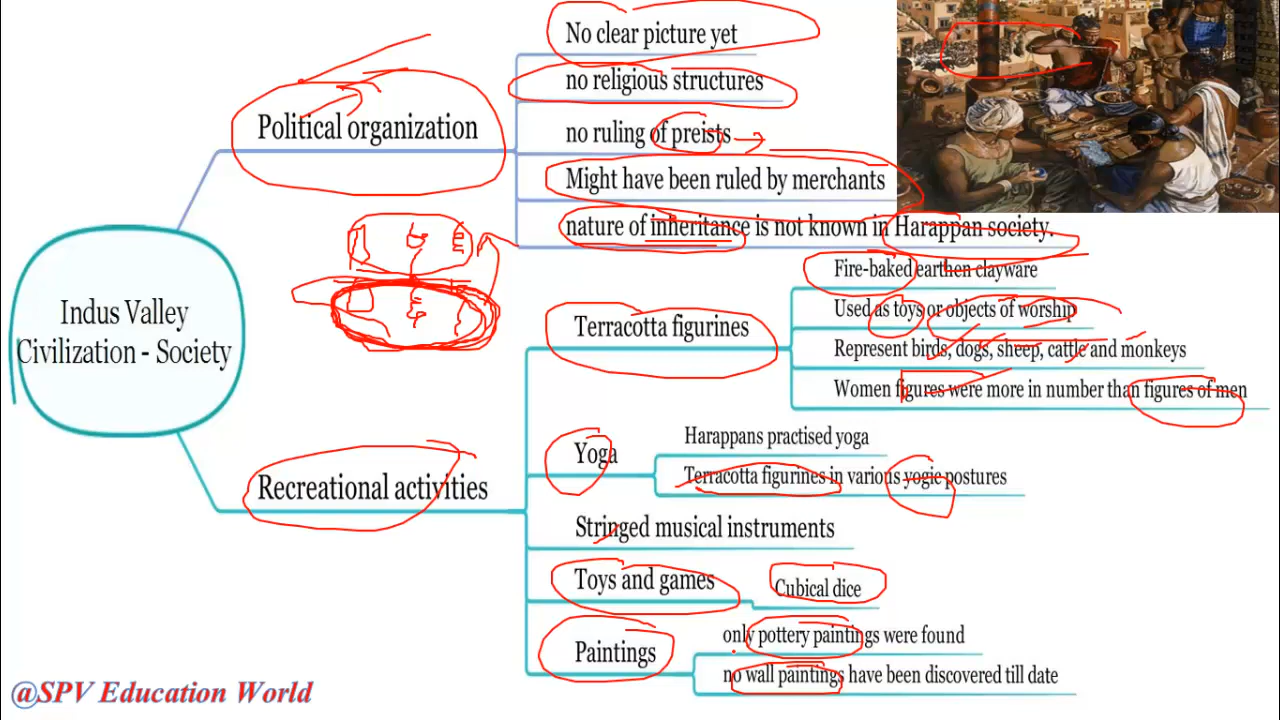 No clear picture yet
no religious structures
Political organization
no ruling of preists
Might have been ruled by merchants
nature of inheritance is not known in Harappan society.
Indus Valley
Civilization - Society
Terracotta figurines
Fire-baked earthen clayware
Used as toys or objects of worship
Represent birds, dogs, sheep, cattle and monkeys
Women figures were more in number than figures of men
Recreational activities
Yoga
Harappans practised yoga
Terracotta figurines in various yogic postures
Stringed musical instruments
Toys and games
Cubical dice
Paintings
only pottery paintings were found
no wall paintings have been discovered till date
@SPV Education World